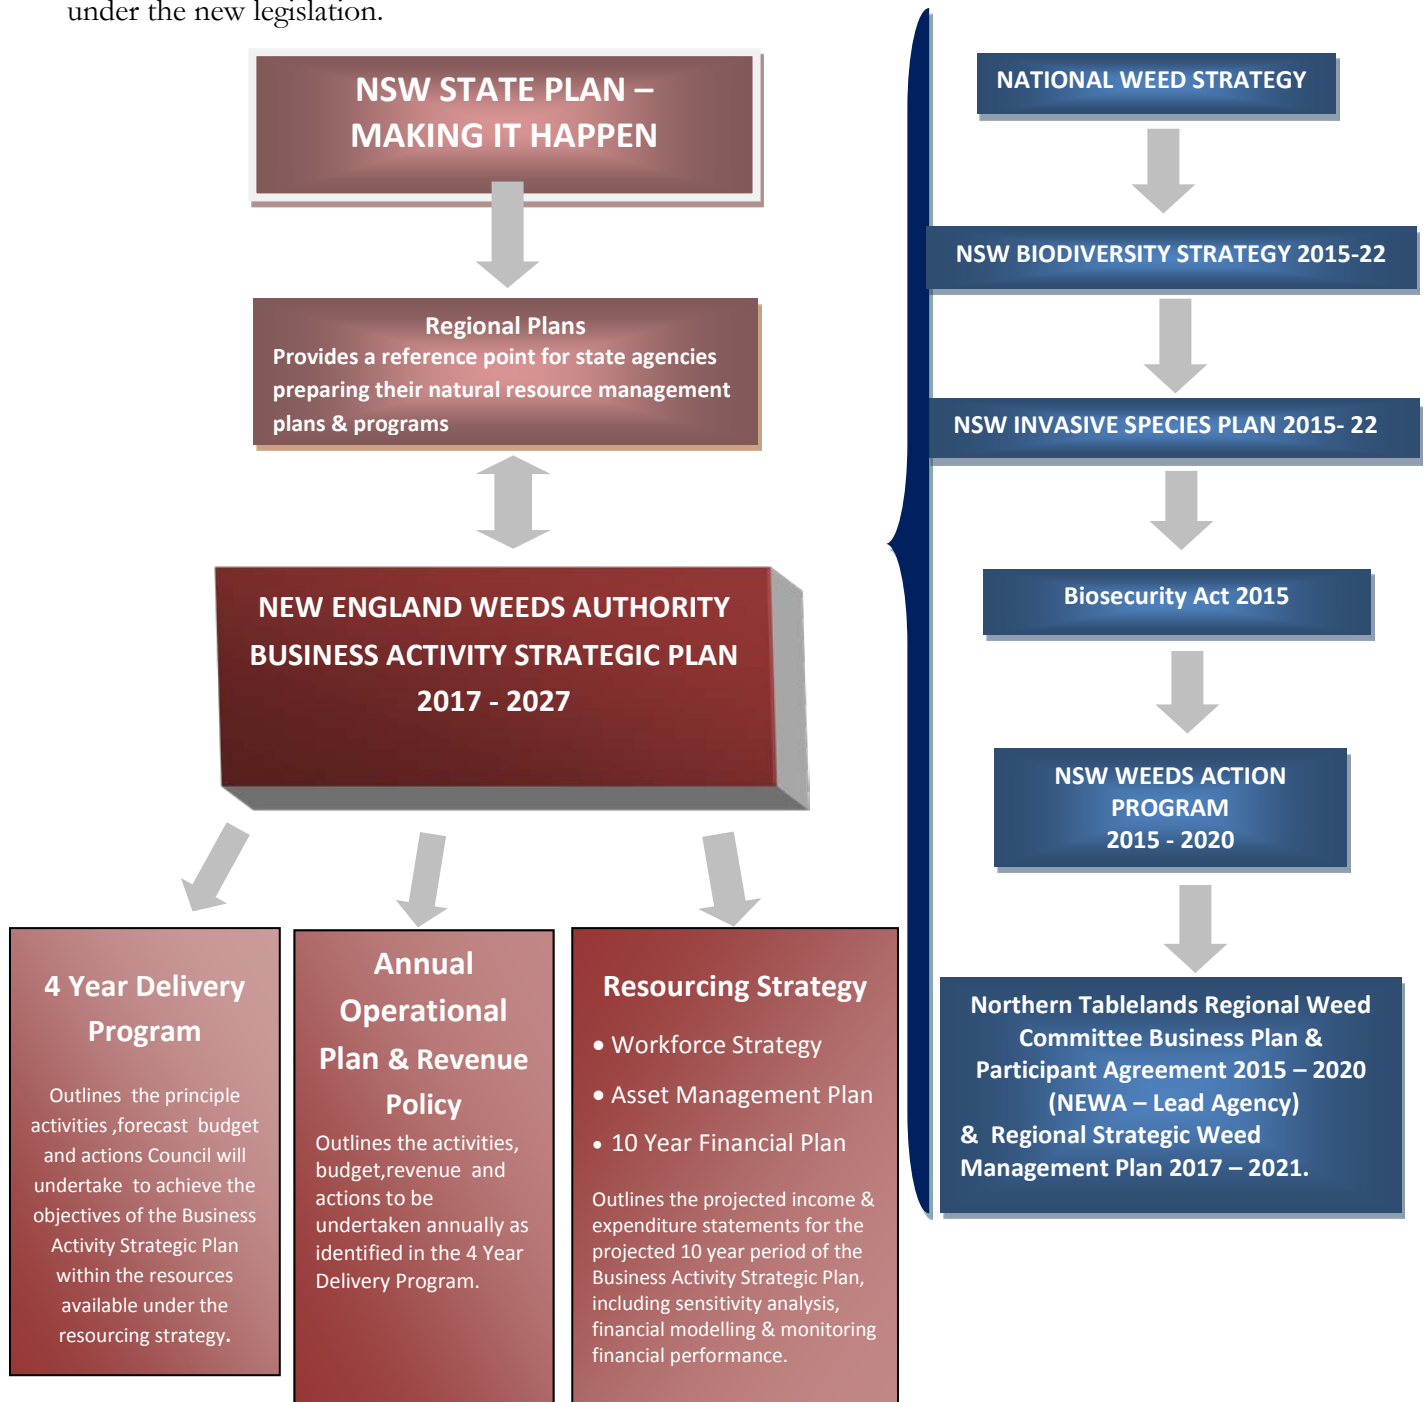 under the new legislation.
NSW STATE PLAN –
MAKING IT HAPPEN
Regional Plans
Provides a reference point for state agencies
preparing their natural resource management
plans & programs
NEW ENGLAND WEEDS AUTHORITY
BUSINESS ACTIVITY STRATEGIC PLAN
2017 - 2027
4 Year Delivery
Program
Outlines  the principle
activities ,forecast  budget
and actions Council will
undertake  to achieve the
objectives of the Business
Activity Strategic Plan
within the resources
available under the
resourcing strategy.
Annual
Operational
Plan & Revenue
Policy
Outlines the activities,
budget,revenue  and
actions to be
undertaken annually as
identified in the 4 Year
Delivery Program.
Resourcing Strategy
• Workforce Strategy
• Asset Management Plan
• 10 Year Financial Plan
Outlines the projected income &
expenditure statements for the
projected 10 year period of the
Business Activity Strategic Plan,
including sensitivity analysis,
financial modelling & monitoring
financial performance.
NATIONAL WEED STRATEGY
NSW BIODIVERSITY STRATEGY 2015-22
NSW INVASIVE SPECIES PLAN 2015- 22
Biosecurity Act 2015
NSW WEEDS ACTION
PROGRAM
2015 - 2020
Northern Tablelands Regional Weed
Committee Business Plan &
Participant Agreement 2015 – 2020
(NEWA – Lead Agency)
&  Regional Strategic Weed
Management Plan 2017 – 2021.